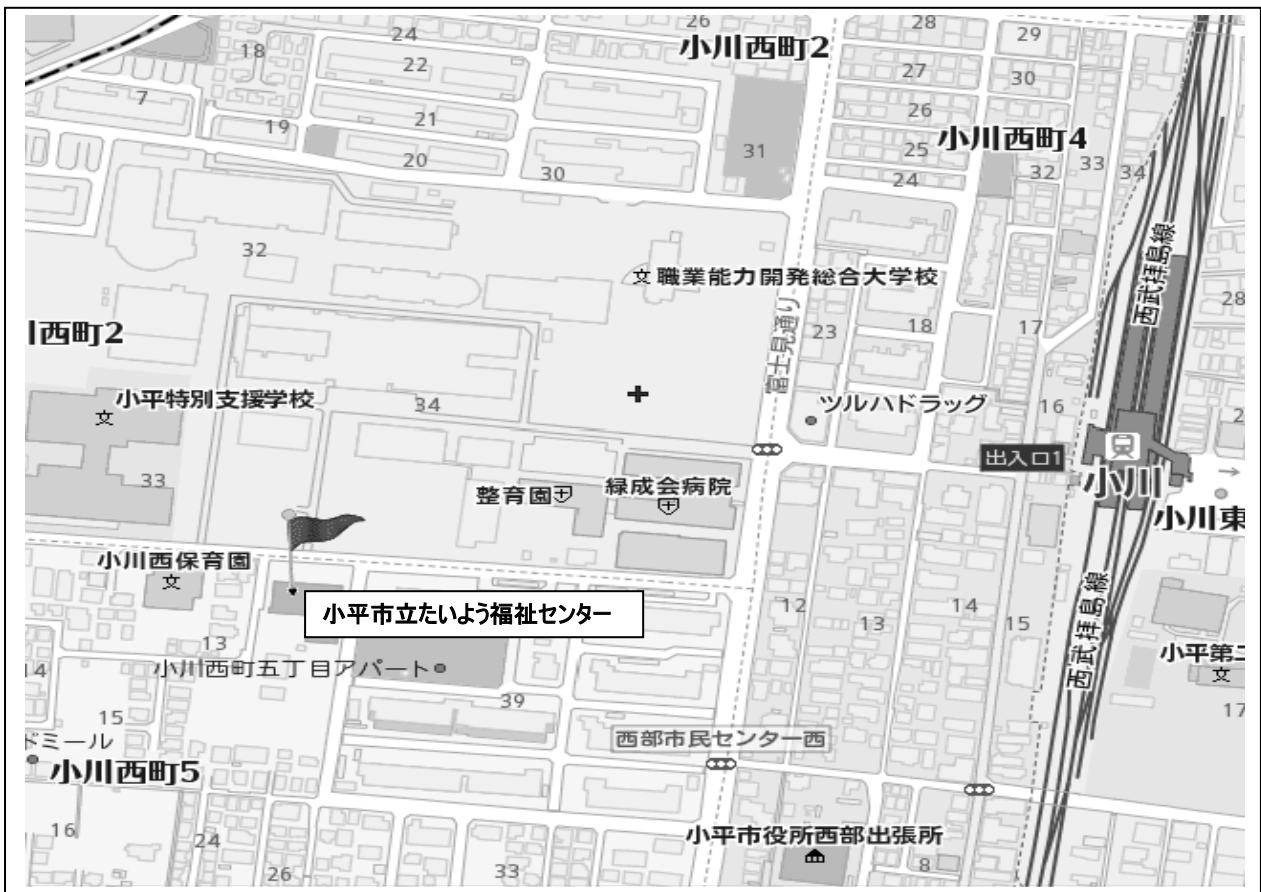 26
28
29
24
小川西町2
18
22
27
30
7
26
21
19
小川西町4
25
31
33
20
32
34
30
24
西武拝島線
32
文 職業能力開発総合大学校
28
富士見通り
23
18
17
川西町2
小平特別支援学校
文
34
ツルハドラッグ
16
2
出入口1
33
整育園
緑成会病院
小川
小川東
小川西保育園
文
小平市立たいよう福祉センター
12
13
14
15
西武拝島線
13
小川西町五丁目アパート
小平第二
文
14
39
17
15
西部市民センター西
ドミール
小川西町5
16
24
小平市役所西部出張所
26
33
8